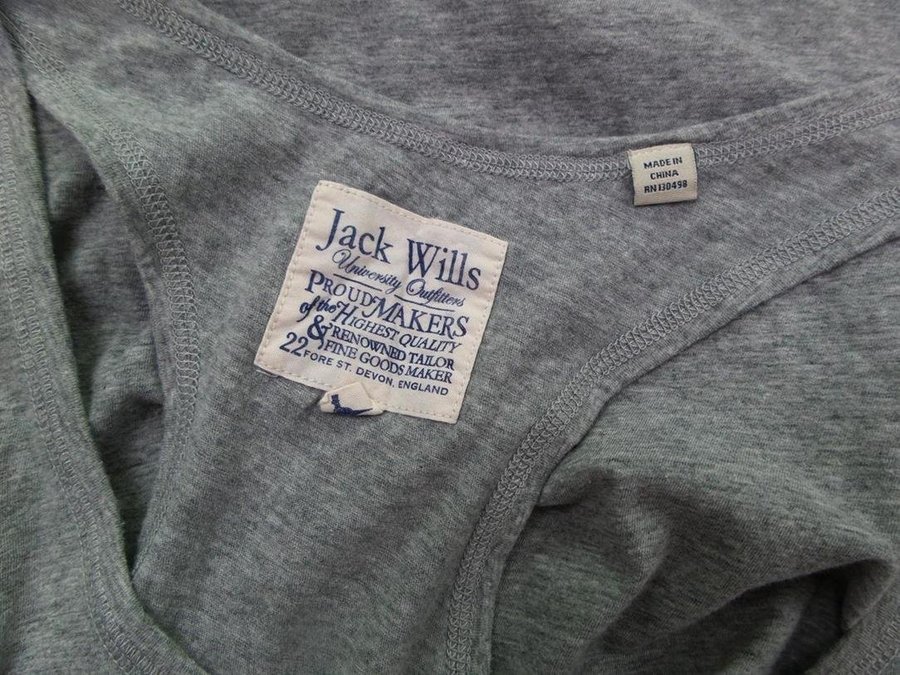 Jack Wills
University Outfitters
PROUD MAKERS
of the HIGHEST QUALITY
& RENOWNED TAILOR
FINE GOODS MAKER
22 FORE ST. DEVON, ENGLAND
MADE IN
CHINA
RN130498